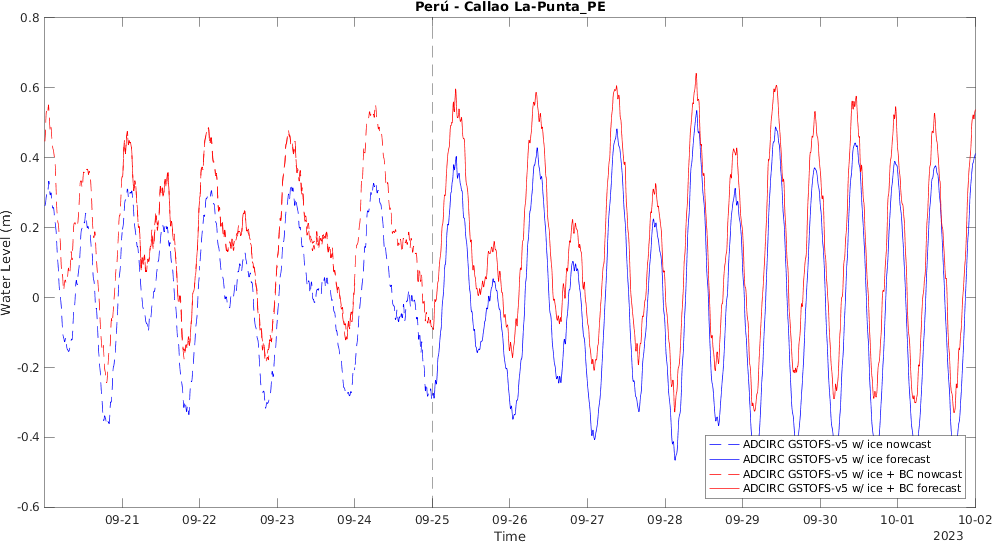 Perú - Callao La-Punta_PE
Water Level (m)
0.8
0.6
0.4
0.2
0
-0.2
-0.4
-0.6
ADCIRC GSTOFS-v5 w/ ice nowcast
ADCIRC GSTOFS-v5 w/ ice forecast
ADCIRC GSTOFS-v5 w/ ice + BC nowcast
ADCIRC GSTOFS-v5 w/ ice + BC forecast
09-21 09-22 09-23 09-24 09-25 09-26 09-27 09-28 09-29 09-30 10-01 10-02
Time
2023